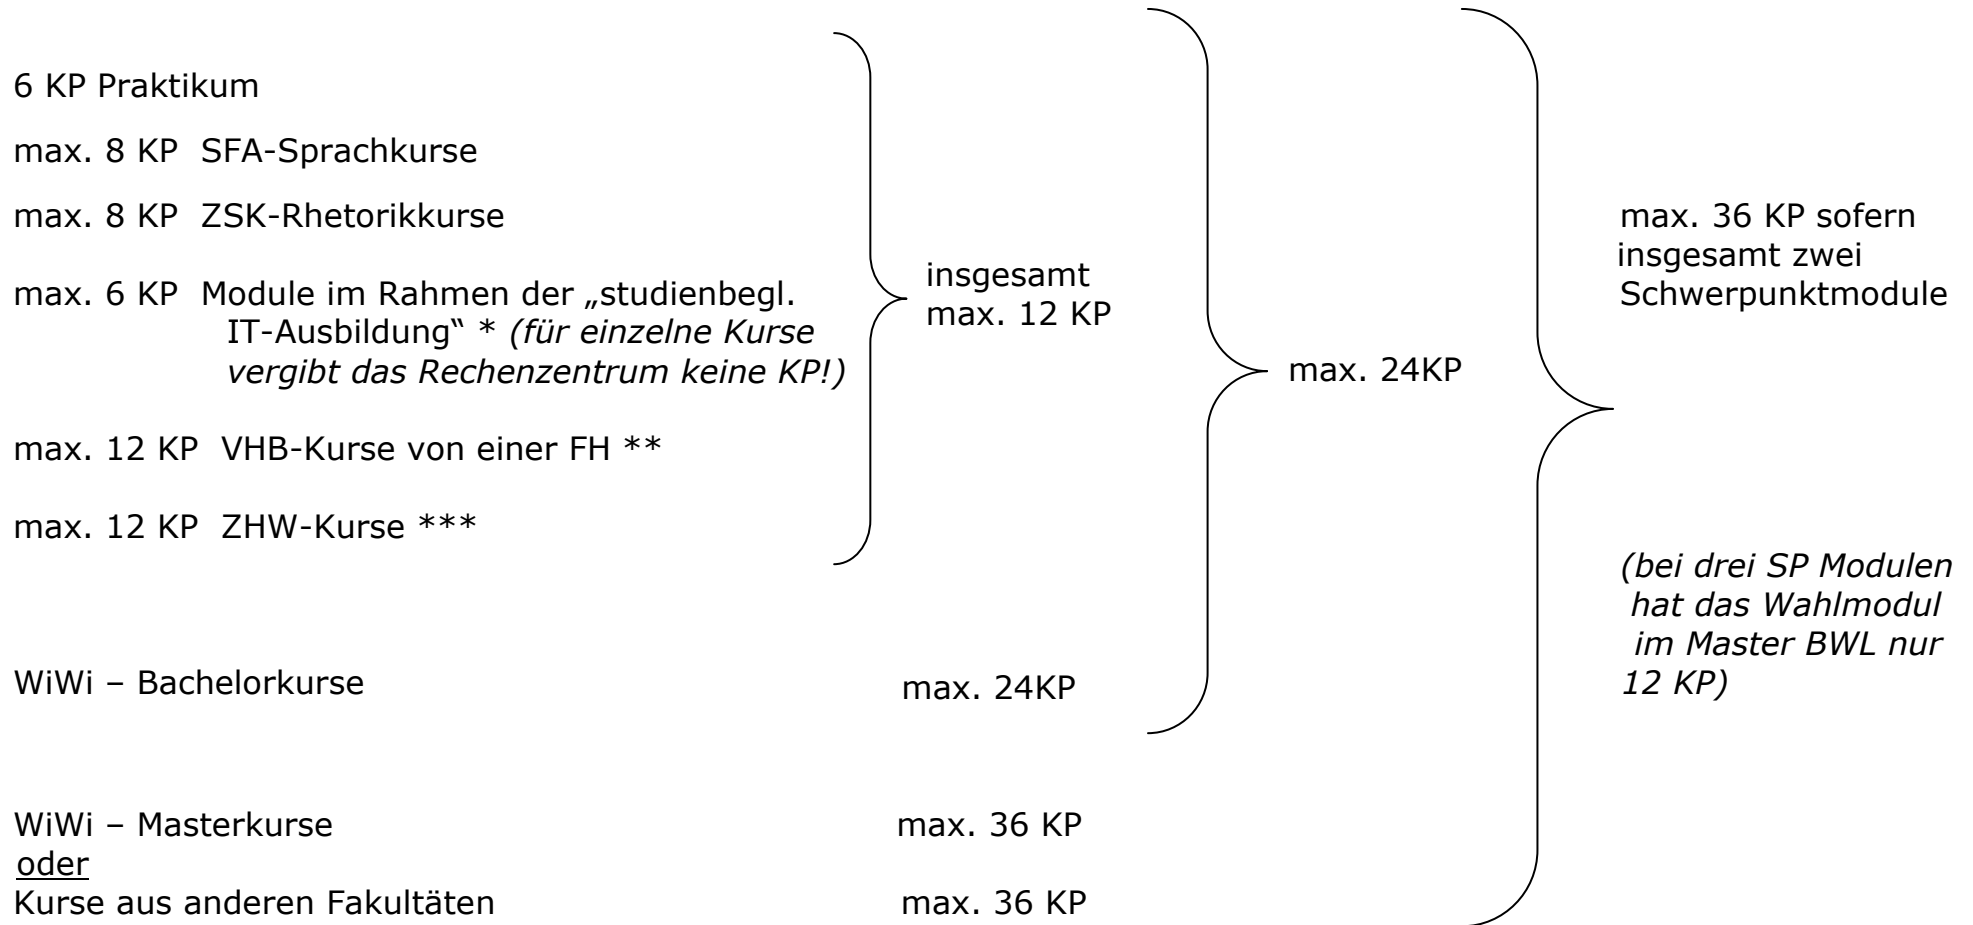 6 KP Praktikum
max. 8 KP SFA-Sprachkurse
max. 8 KP ZSK-Rhetorikkurse
max. 6 KP Module im Rahmen der „studienbegl.
IT-Ausbildung“ * (für einzelne Kurse
vergibt das Rechenzentrum keine KP!)
max. 12 KP VHB-Kurse von einer FH **
max. 12 KP ZHW-Kurse ***
insgesamt
max. 12 KP
WiWi – Bachelorkurse max. 24KP
max. 24KP
WiWi – Masterkurse max. 36 KP
oder
Kurse aus anderen Fakultäten max. 36 KP
max. 36 KP sofern
insgesamt zwei
Schwerpunktmodule
(bei drei SP Modulen
hat das Wahlmodul
im Master BWL nur
12 KP)